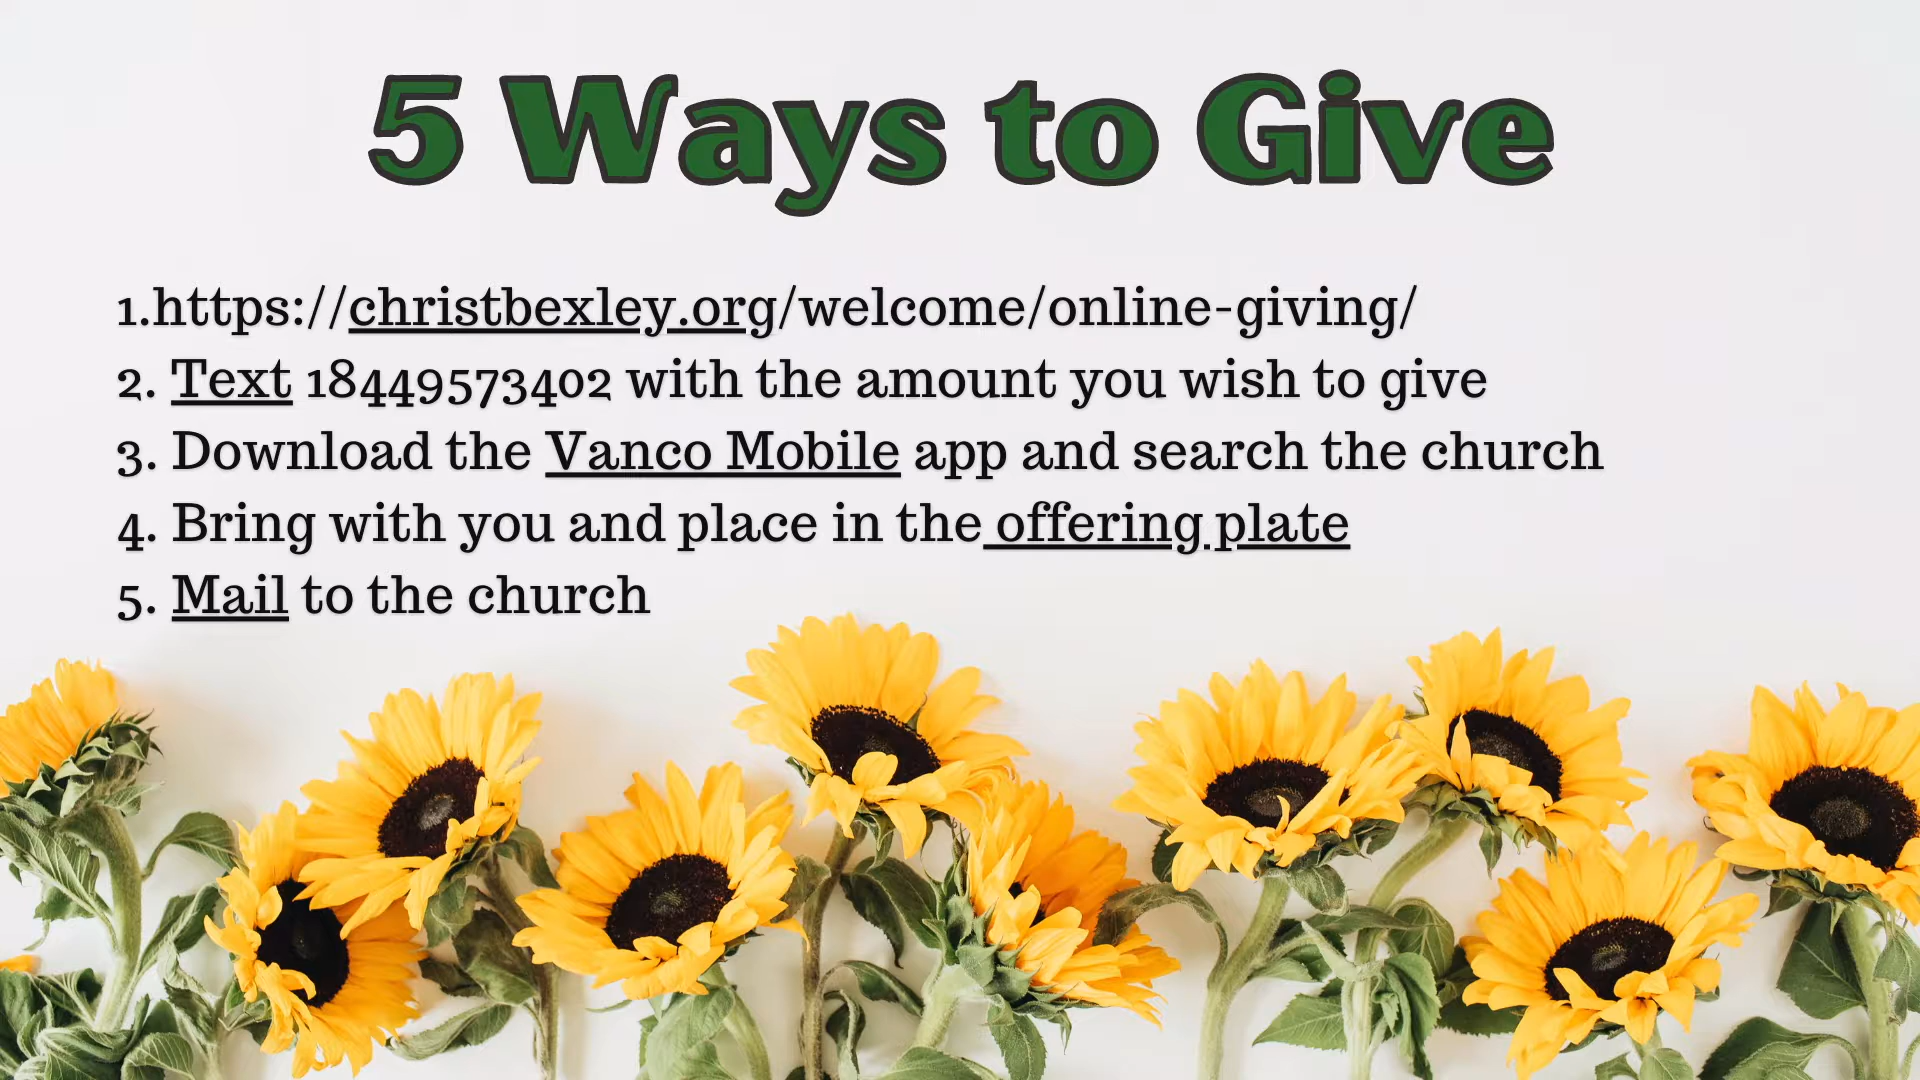 5 Ways to Give
1.https://christbexley.org/welcome/online-giving/
2. Text 18449573402 with the amount you wish to give
3. Download the Vanco Mobile app and search the church
4. Bring with you and place in the offering plate
5. Mail to the church